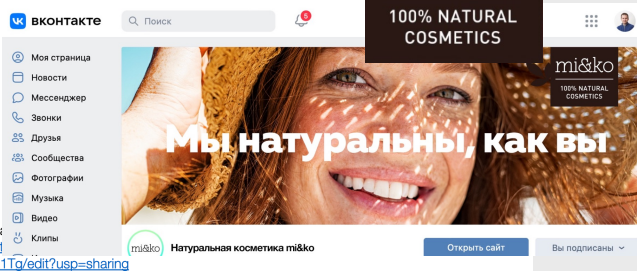 вконтакте
Поиск
5
100% NATURAL
COSMETICS
Моя страница
Новости
Мессенджер
Звонки
Друзья
Сообщества
Фотографии
Музыка
Видео
Клипы
mi&ko
100% NATURAL
COSMETICS
Мы натуральны, как вы
mi&ko
Натуральная косметика mi&ko
Открыть сайт
Вы подписаны
1Tg/edit?usp=sharing